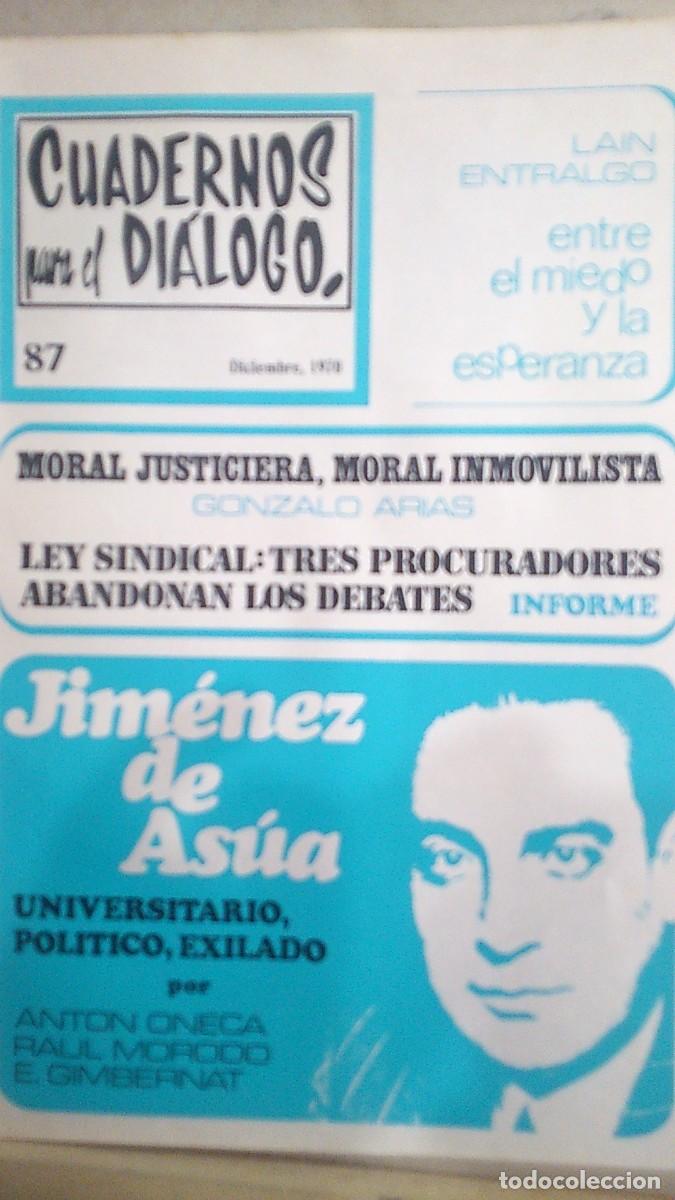 CUADERNOS
para el DIÁLOGO.
87
Diciembre, 1970
LAIN
ENTRALGO
entre
el miedo
y la
esperanza
MORAL JUSTICIERA, MORAL INMOVILISTA
GONZALO ARIAS
LEY SINDICAL: TRES PROCURADORES
ABANDONAN LOS DEBATES INFORME
Jiménez
de
Asúa
UNIVERSITARIO,
POLITICO, EXILADO
por
ANTON ONECA
RAUL MORODO
E. GIMBERNAT
todocoleccion